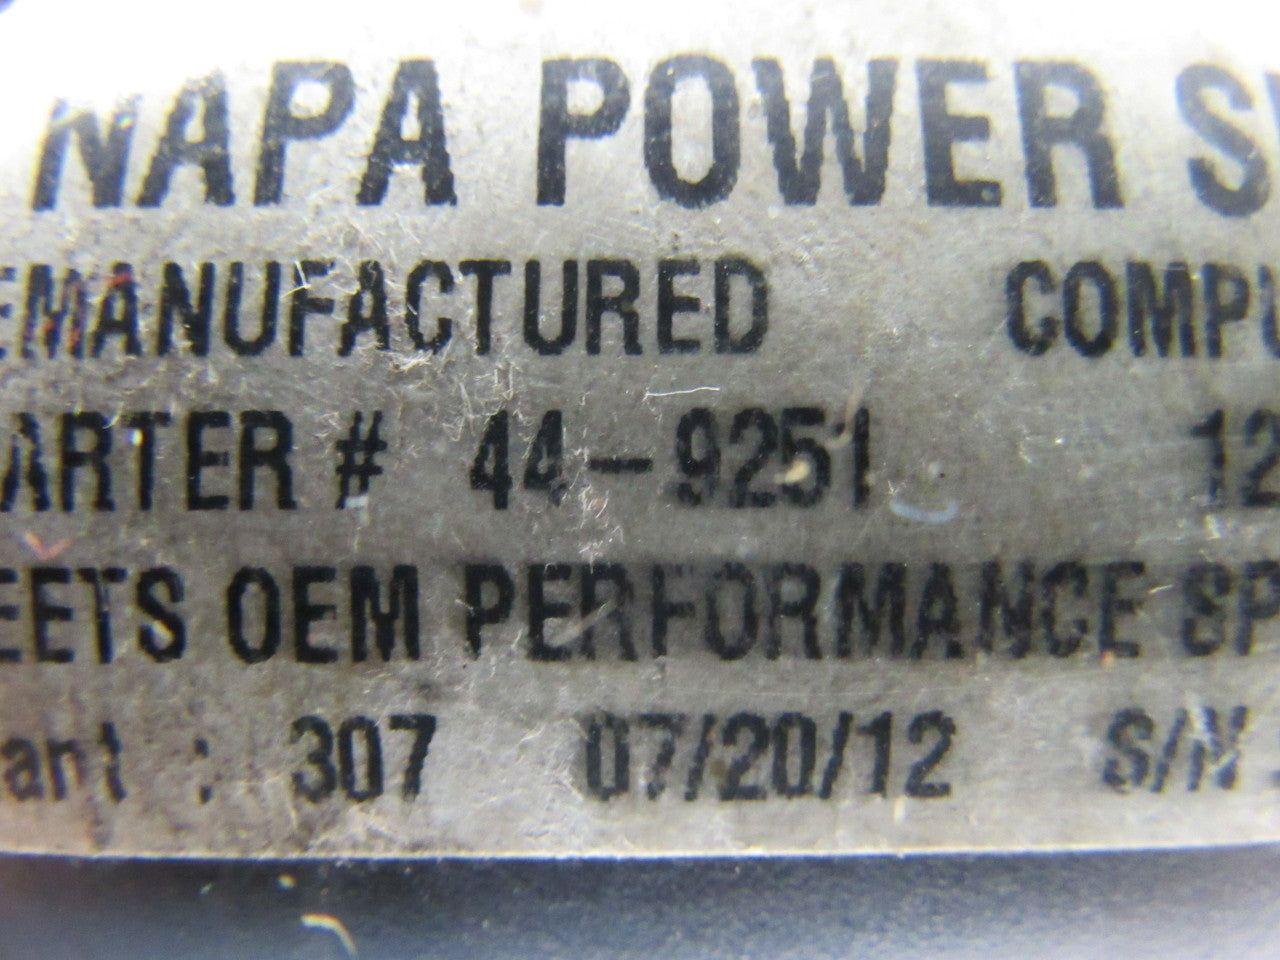 NAPA POWER S
EMANUFACTURED COMPU
ARTER # 44-9251 12
EETS OEM PERFORMANCE SP
ant : 307 07/20/12 S/N